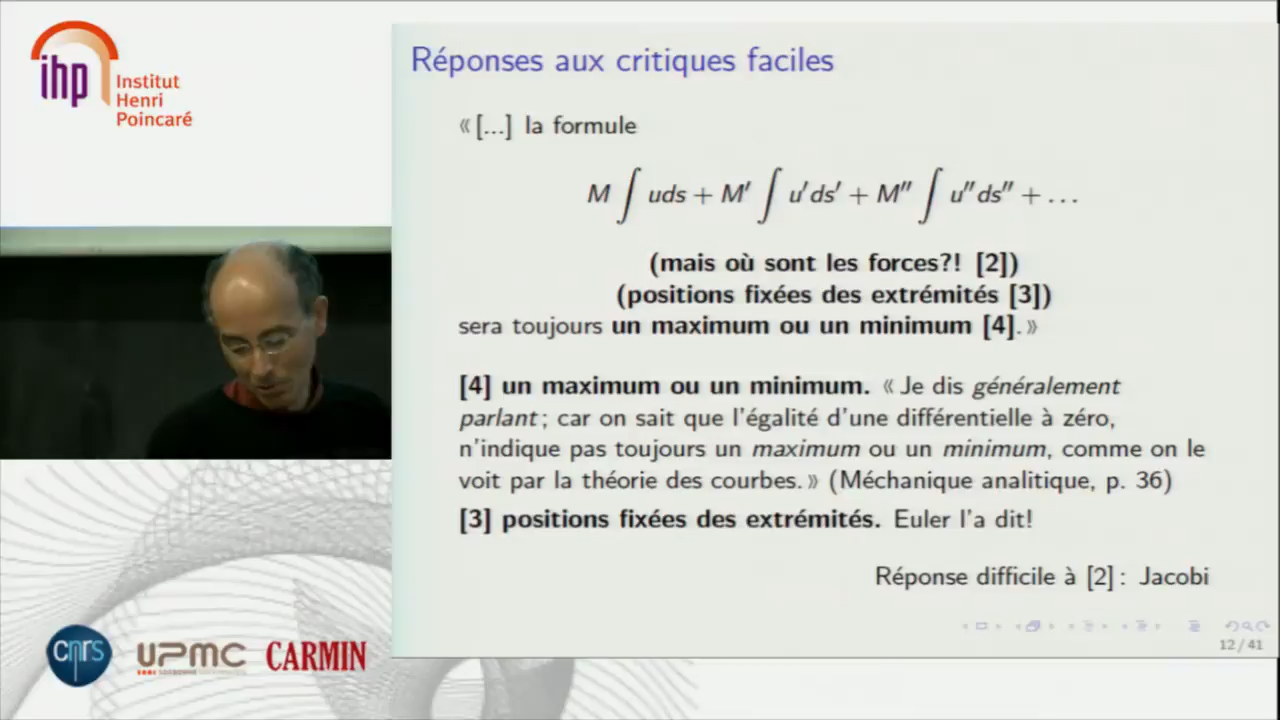 ihp
Institut
Henri
Poincaré
Réponses aux critiques faciles
« [...] la formule
M ∫ uds + M′ ∫ u′ds′ + M″ ∫ u″ds″ + ...
(mais où sont les forces?! [2])
(positions fixées des extrémités [3])
sera toujours un maximum ou un minimum [4]. »
[4] un maximum ou un minimum. « Je dis généralement
parlant ; car on sait que l'égalité d'une différentielle à zéro,
n'indique pas toujours un maximum ou un minimum, comme on le
voit par la théorie des courbes. » (Méchanique analitique, p. 36)
[3] positions fixées des extrémités. Euler l'a dit!
Réponse difficile à [2] : Jacobi
12 / 41
cnrs
UPMC
CARMIN